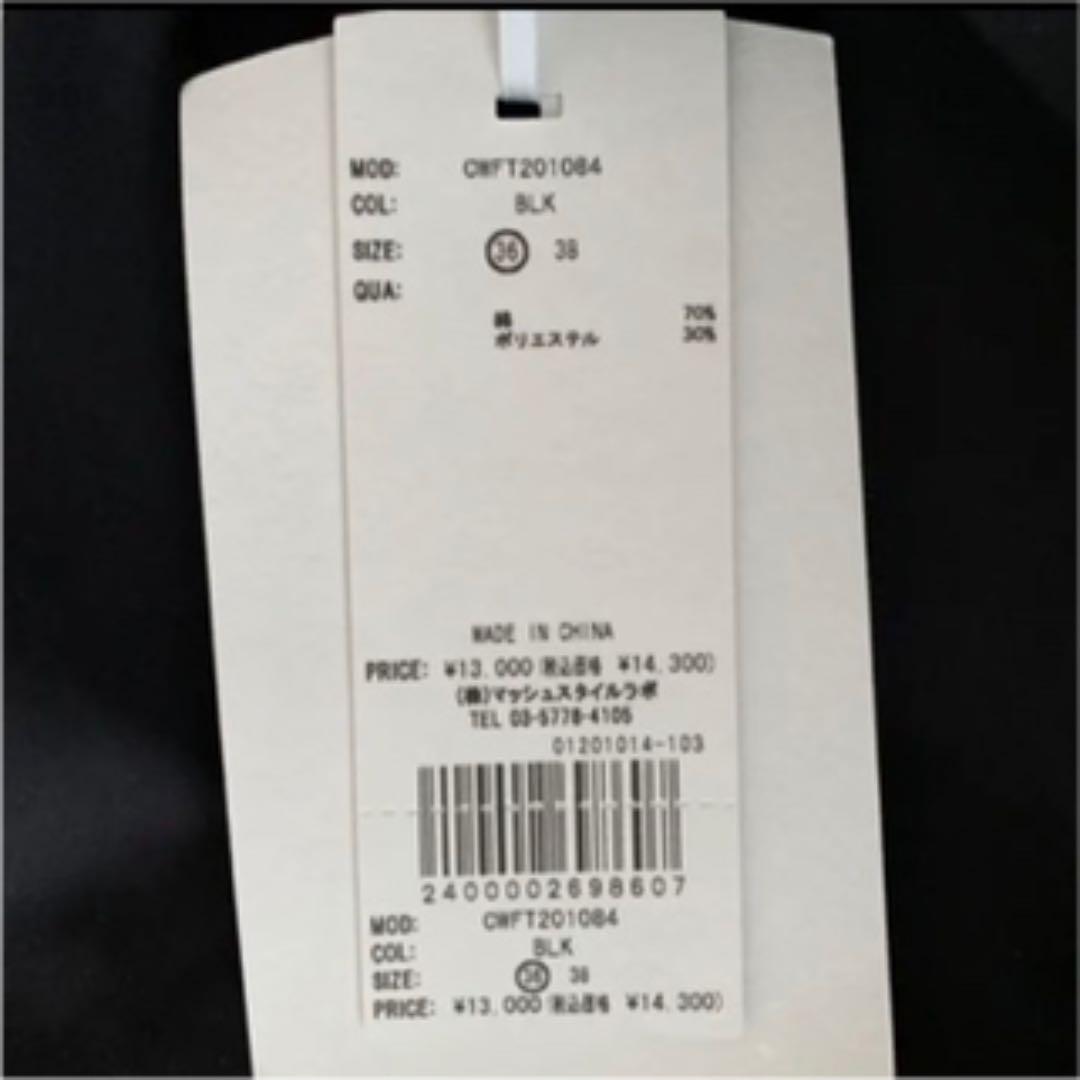 MOD: CWFT201084
COL: BLK
SIZE: 36 38
QUA:
綿 70%
ポリエステル 30%
MADE IN CHINA
PRICE: ¥13,000(税込価格 ¥14,300)
(株)マッシュスタイルラボ
TEL 03-5778-4105
01201014-103
2400002698607
MOD: CWFT201084
COL: BLK
SIZE: 36 38
PRICE: ¥13,000(税込価格 ¥14,300)